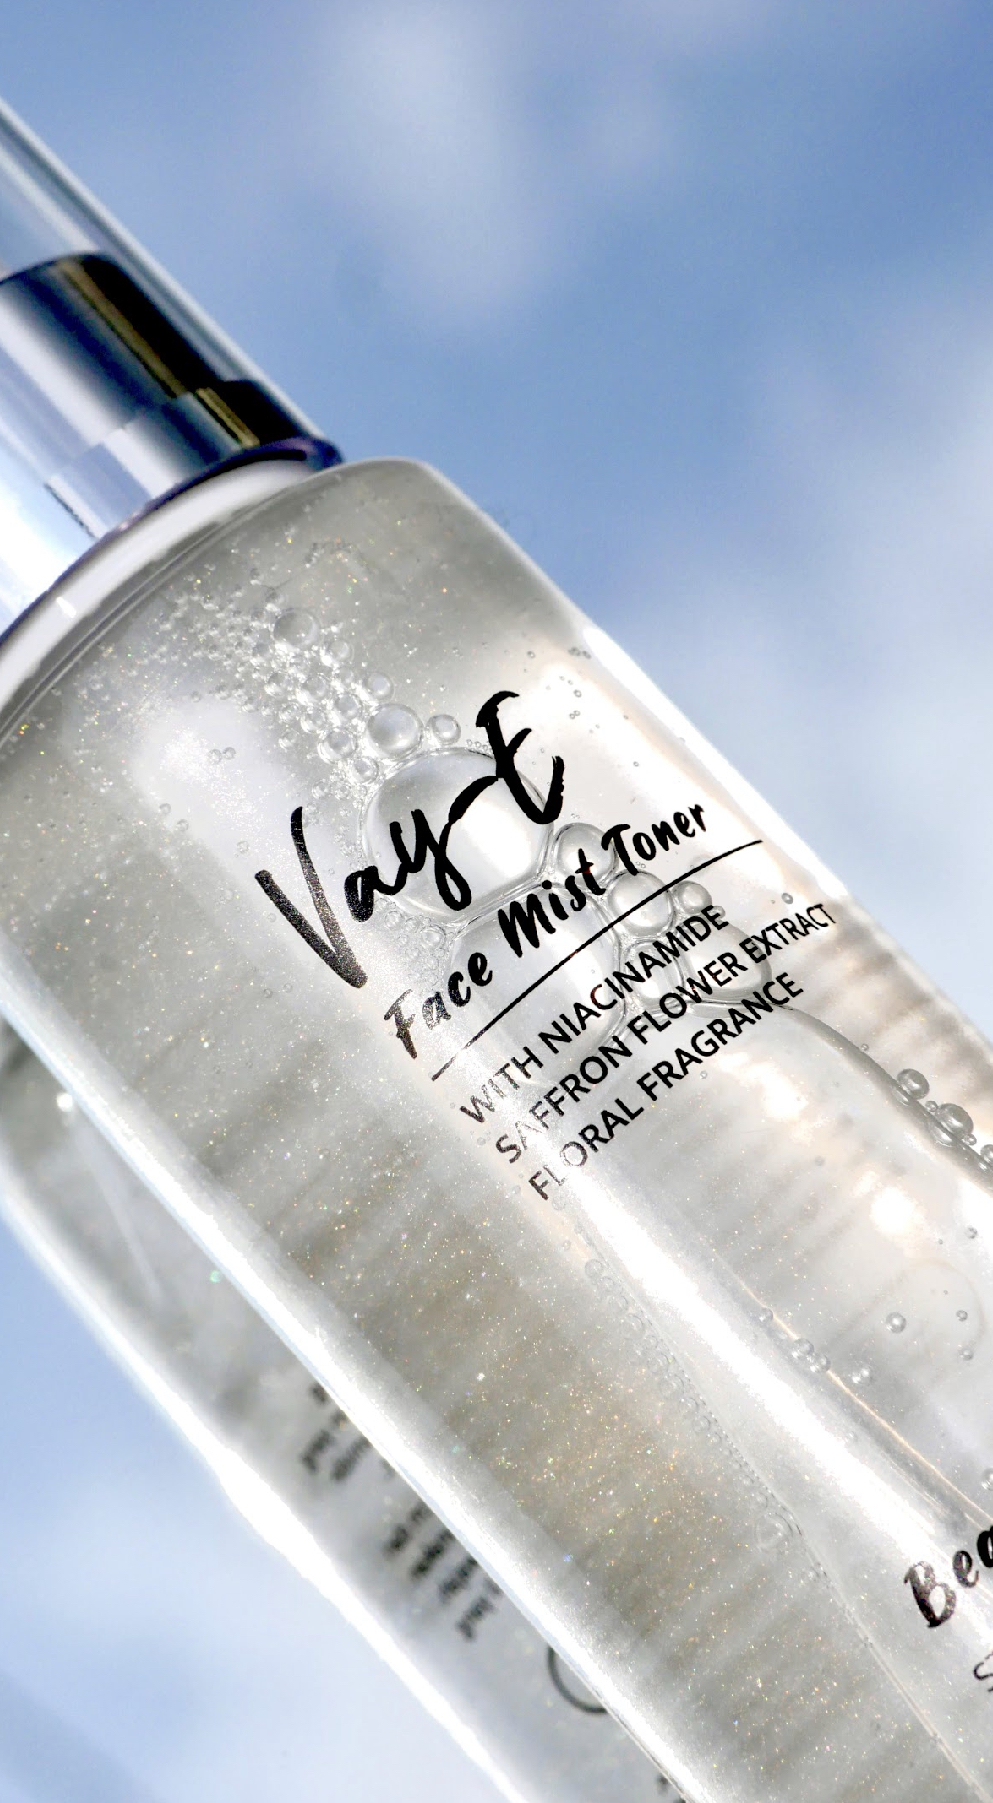 Vay-E
Face Mist Toner
WITH NIACINAMIDE
SAFFRON FLOWER EXTRACT
FLORAL FRAGRANCE